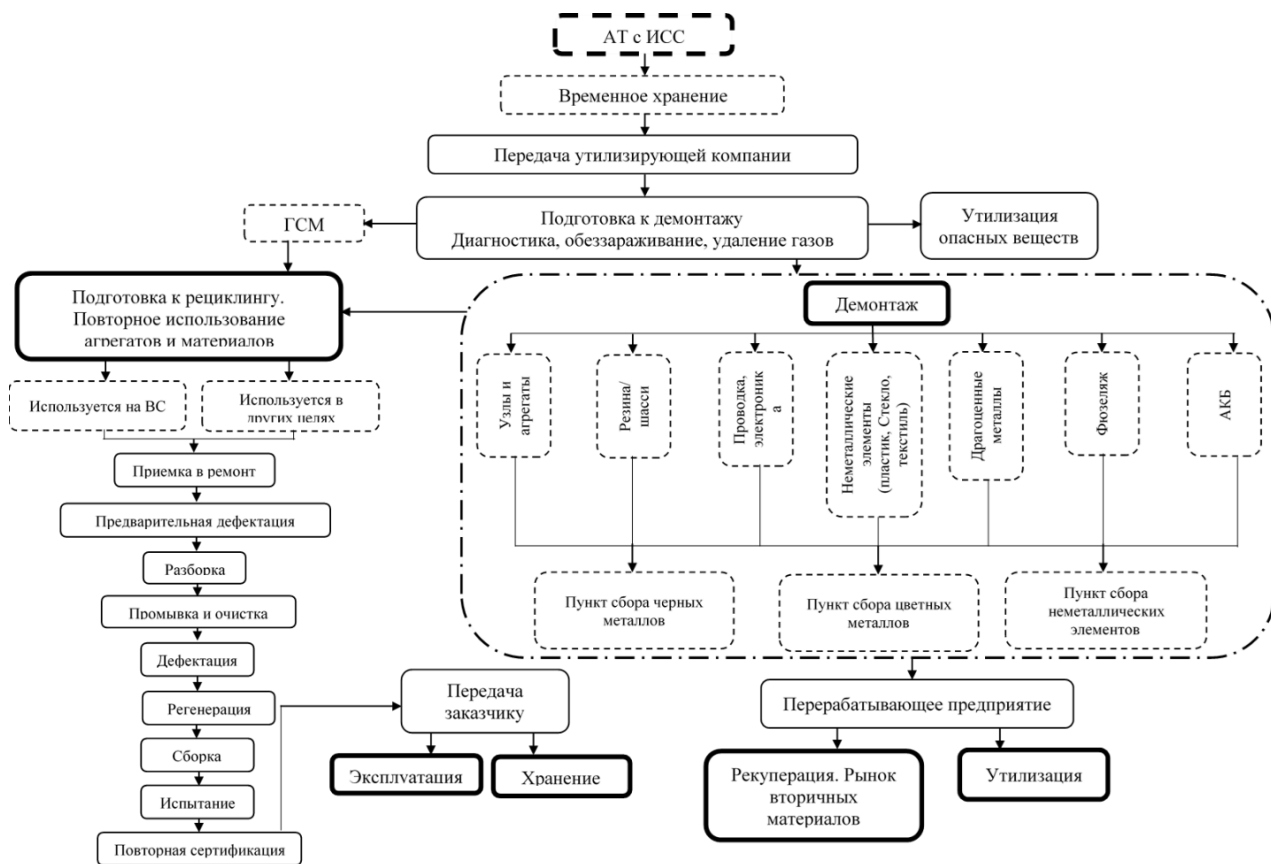 АТ с ИСС
Временное хранение
Передача утилизирующей компании
ГСМ
Подготовка к демонтажу
Диагностика, обеззараживание, удаление газов
Утилизация
опасных веществ
Подготовка к рециклингу.
Повторное использование
агрегатов и материалов
Демонтаж
Узлы и
агрегаты
Резина/
шасси
Проводка,
электроник
а
Неметаллические
элементы
(пластик, Стекло,
текстиль)
Драгоценные
металлы
Фюзеляж
АКБ
Используется на ВС
Используется в
других целях
Приемка в ремонт
Предварительная дефектация
Разборка
Промывка и очистка
Дефектация
Регенерация
Сборка
Испытание
Повторная сертификация
Пункт сбора черных
металлов
Пункт сбора цветных
металлов
Пункт сбора
неметаллических
элементов
Передача
заказчику
Эксплуатация
Хранение
Перерабатывающее предприятие
Рекуперация. Рынок
вторичных
материалов
Утилизация